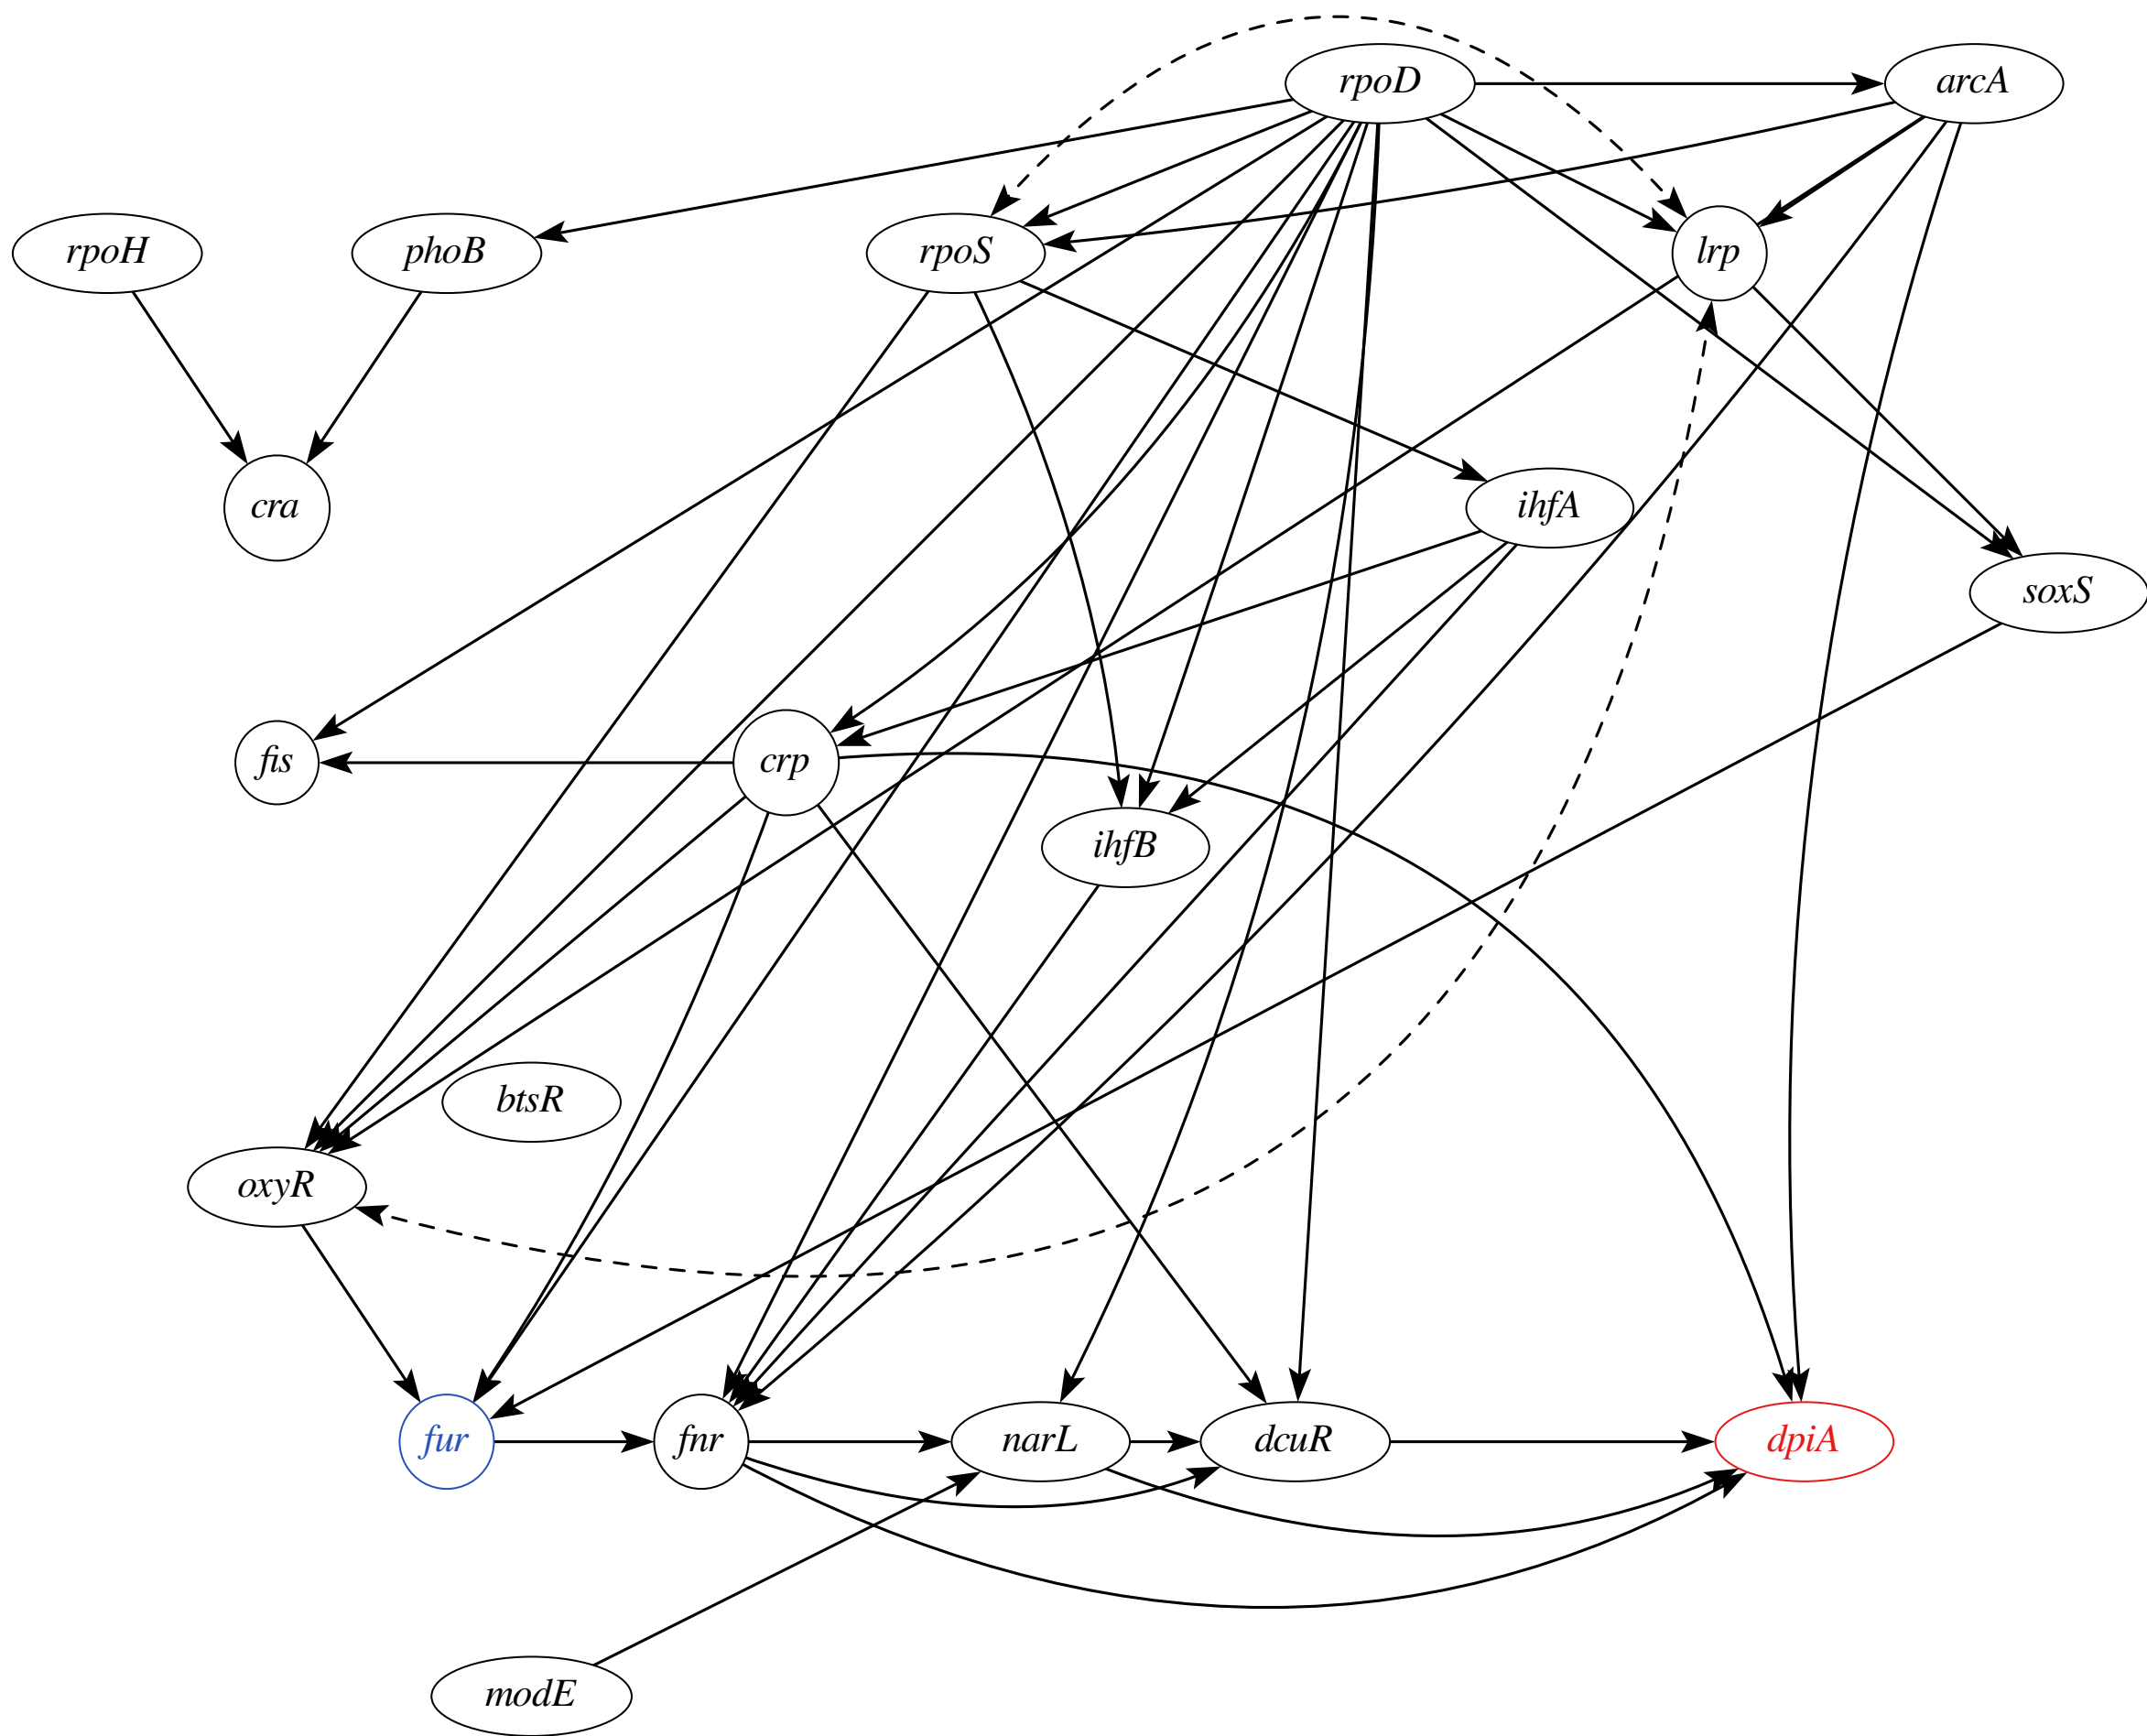 rpoD
arcA
rpoH
phoB
rpoS
lrp
cra
ihfA
soxS
fis
crp
ihfB
btsR
oxyR
fur
fnr
narL
dcuR
dpiA
modE